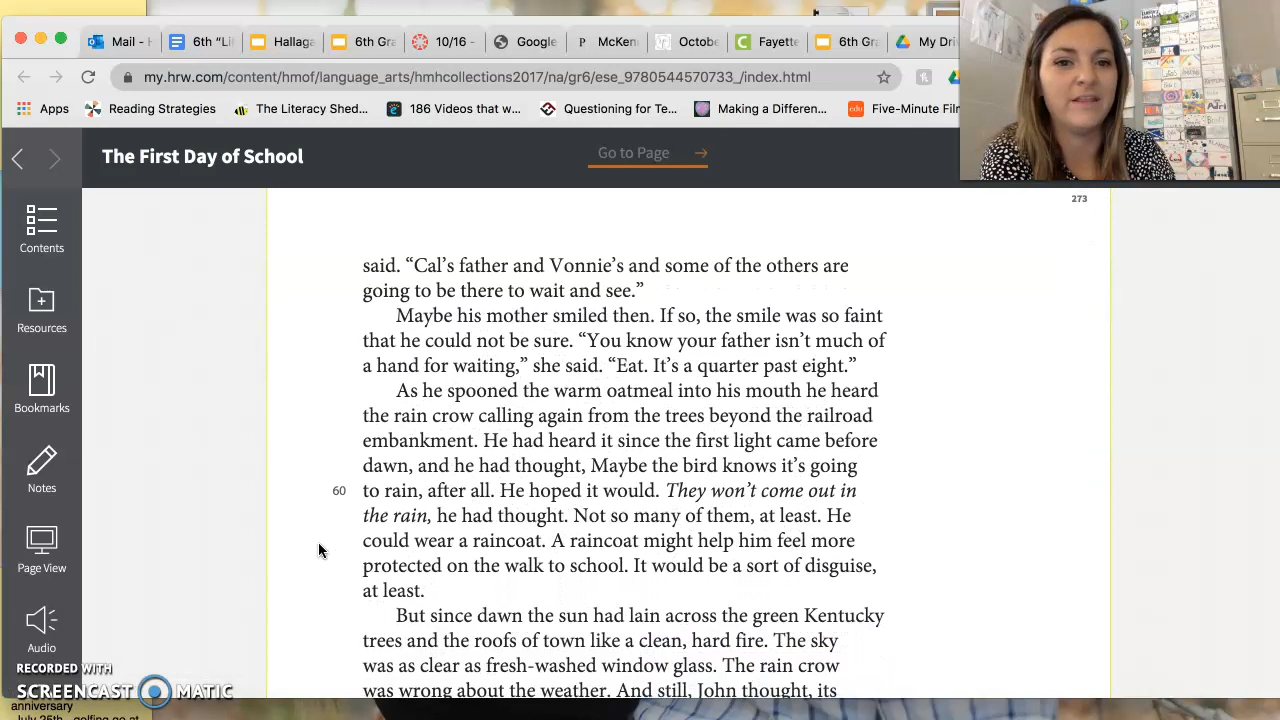 Mail - H
6th "Li
Hallaga
6th Gra
10/10
Google
McKen
Octobe
Fayette
6th Gr
My Driv
my.hrw.com/content/hmof/language_arts/hmhcollections2017/na/gr6/ese_9780544570733_/index.html
Apps
Reading Strategies
The Literacy Shed...
186 Videos that w...
Questioning for Te...
Making a Differen...
edu
Five-Minute Film
The First Day of School
Go to Page
Contents
Resources
Bookmarks
Notes
Page View
Audio
273
said. “Cal’s father and Vonnie’s and some of the others are
going to be there to wait and see.”
Maybe his mother smiled then. If so, the smile was so faint
that he could not be sure. “You know your father isn’t much of
a hand for waiting,” she said. “Eat. It’s a quarter past eight.”
As he spooned the warm oatmeal into his mouth he heard
the rain crow calling again from the trees beyond the railroad
embankment. He had heard it since the first light came before
dawn, and he had thought, Maybe the bird knows it’s going
60 to rain, after all. He hoped it would. They won’t come out in
the rain, he had thought. Not so many of them, at least. He
could wear a raincoat. A raincoat might help him feel more
protected on the walk to school. It would be a sort of disguise,
at least.
But since dawn the sun had lain across the green Kentucky
trees and the roofs of town like a clean, hard fire. The sky
was as clear as fresh-washed window glass. The rain crow
was wrong about the weather. And still, John thought, its
RECORDED WITH
SCREENCAST MATIC
anniversary
July 25th - golfing go at